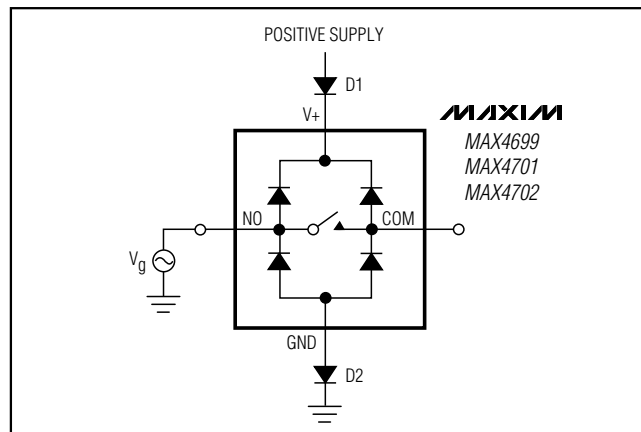 POSITIVE SUPPLY
D1
V+
MAXIM
MAX4699
MAX4701
MAX4702
NO
COM
Vg
GND
D2